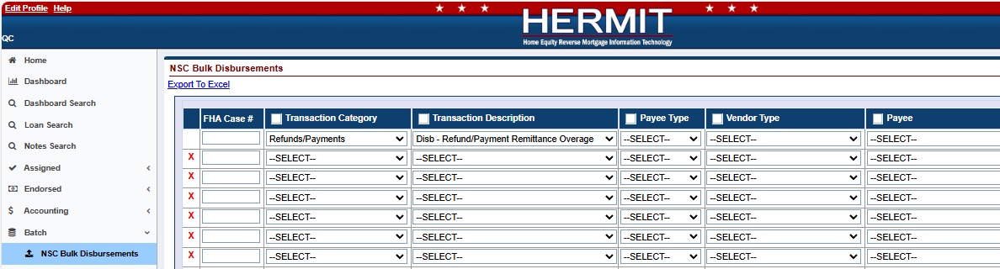 Edit Profile Help
HERMIT
Home Equity Reverse Mortgage Information Technology
QC
Home
Dashboard
Dashboard Search
Loan Search
Notes Search
Assigned
Endorsed
Accounting
Batch
NSC Bulk Disbursements
NSC Bulk Disbursements
Export To Excel
FHA Case # Transaction Category Transaction Description Payee Type Vendor Type Payee
Refunds/Payments Disb - Refund/Payment Remittance Overage --SELECT-- --SELECT-- --SELECT--
X --SELECT-- --SELECT-- --SELECT-- --SELECT-- --SELECT--
X --SELECT-- --SELECT-- --SELECT-- --SELECT-- --SELECT--
X --SELECT-- --SELECT-- --SELECT-- --SELECT-- --SELECT--
X --SELECT-- --SELECT-- --SELECT-- --SELECT-- --SELECT--
X --SELECT-- --SELECT-- --SELECT-- --SELECT-- --SELECT--
X --SELECT-- --SELECT-- --SELECT-- --SELECT-- --SELECT--